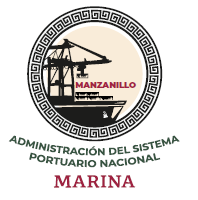 MANZANILLO
ADMINISTRACIÓN DEL SISTEMA
PORTUARIO NACIONAL
MARINA